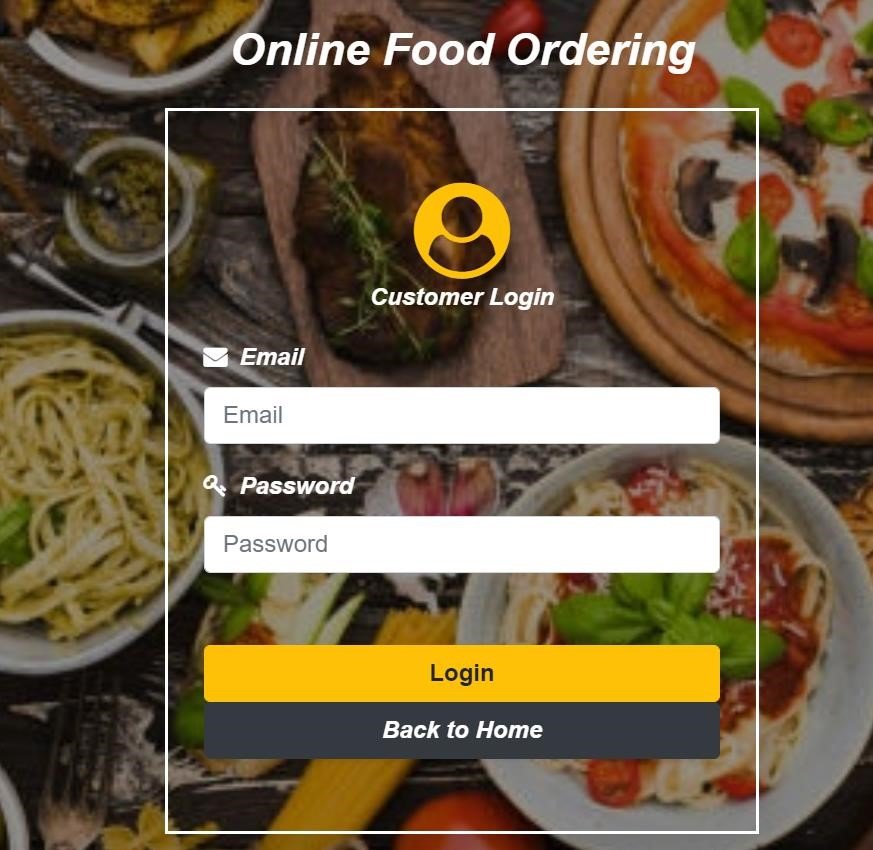 Online Food Ordering
Customer Login
Email
Email
Password
Password
Login
Back to Home